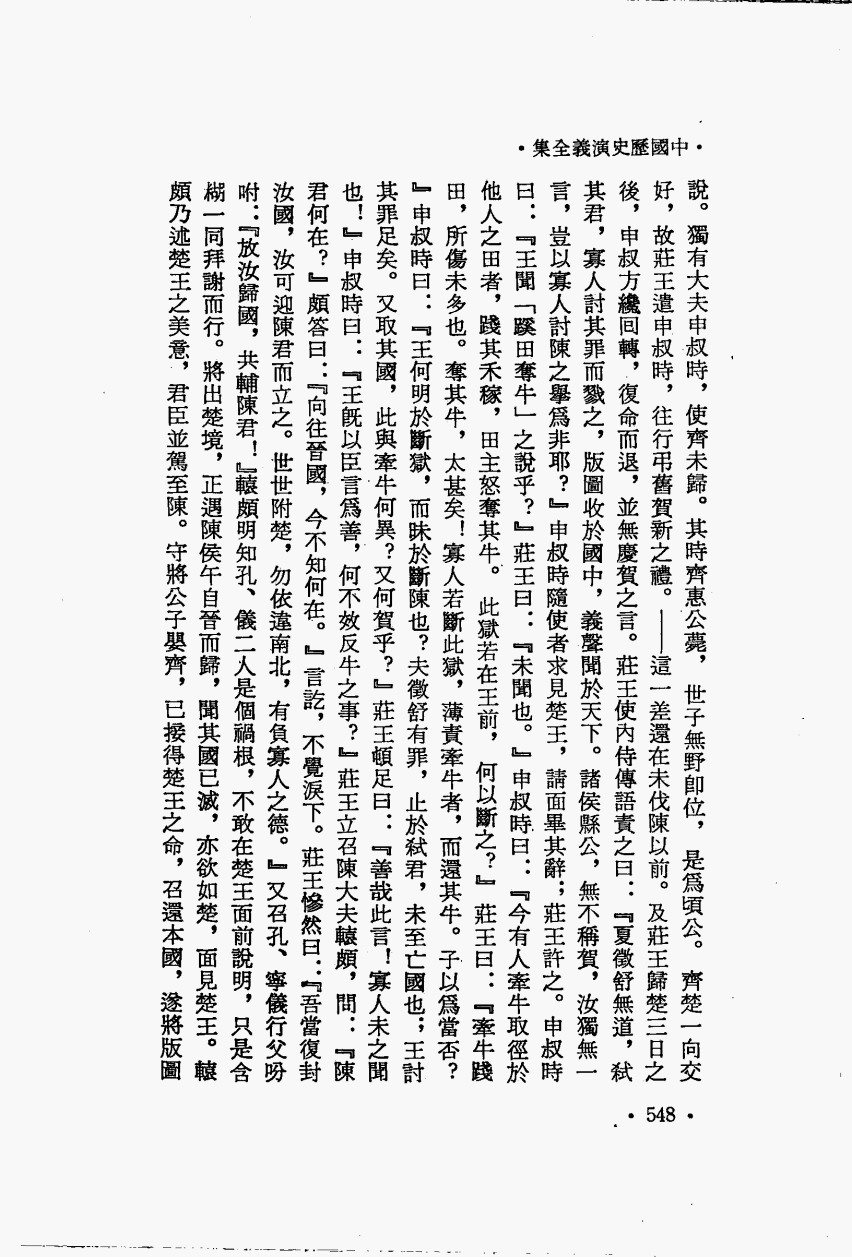 •中國歷史演義全集•
說。獨有大夫申叔時，使齊未歸。其時齊惠公薨，世子無野卽位，是爲頃公。齊楚一向交
好，故莊王遣申叔時，往行弔舊賀新之禮。——這一差還在未伐陳以前。及莊王歸楚三日之
後，申叔方纔回轉，復命而退，並無慶賀之言。莊王使內侍傳語責之曰：『夏徵舒無道，弒
其君，寡人討其罪而戮之，版圖收於國中，義聲聞於天下。諸侯縣公，無不稱賀，汝獨無一
言，豈以寡人討陳之舉爲非耶？』申叔時隨使者求見楚王，請面畢其辭；莊王許之。申叔時
曰：『王聞「蹊田奪牛」之說乎？』莊王曰：『未聞也。』申叔時曰：『今有人牽牛取徑於
他人之田者，踐其禾稼，田主怒奪其牛。此獄若在王前，何以斷之？』莊王曰：『牽牛踐
田，所傷未多也。奪其牛，太甚矣！寡人若斷此獄，薄責牽牛者，而還其牛。子以爲當否？
』申叔時曰：『王何明於斷獄，而昧於斷陳也？夫徵舒有罪，止於弒君，未至亡國也；王討
其罪足矣。又取其國，此與牽牛何異？又何賀乎？』莊王頓足曰：『善哉此言！寡人未之聞
也！』申叔時曰：『王旣以臣言爲善，何不效反牛之事？』莊王立召陳大夫轅頗，問：『陳
君何在？』頗答曰：『向往晉國，今不知何在。』言訖，不覺淚下。莊王慘然曰：『吾當復封
汝國，汝可迎陳君而立之。世世附楚，勿依違南北，有負寡人之德。』又召孔、寧儀行父吩
咐：『放汝歸國，共輔陳君！』轅頗明知孔、儀二人是個禍根，不敢在楚王面前說明，只是含
糊一同拜謝而行。將出楚境，正遇陳侯午自晉而歸，聞其國已滅，亦欲如楚，面見楚王。轅
頗乃述楚王之美意，君臣並駕至陳。守將公子嬰齊，已接得楚王之命，召還本國，遂將版圖
• 548 •